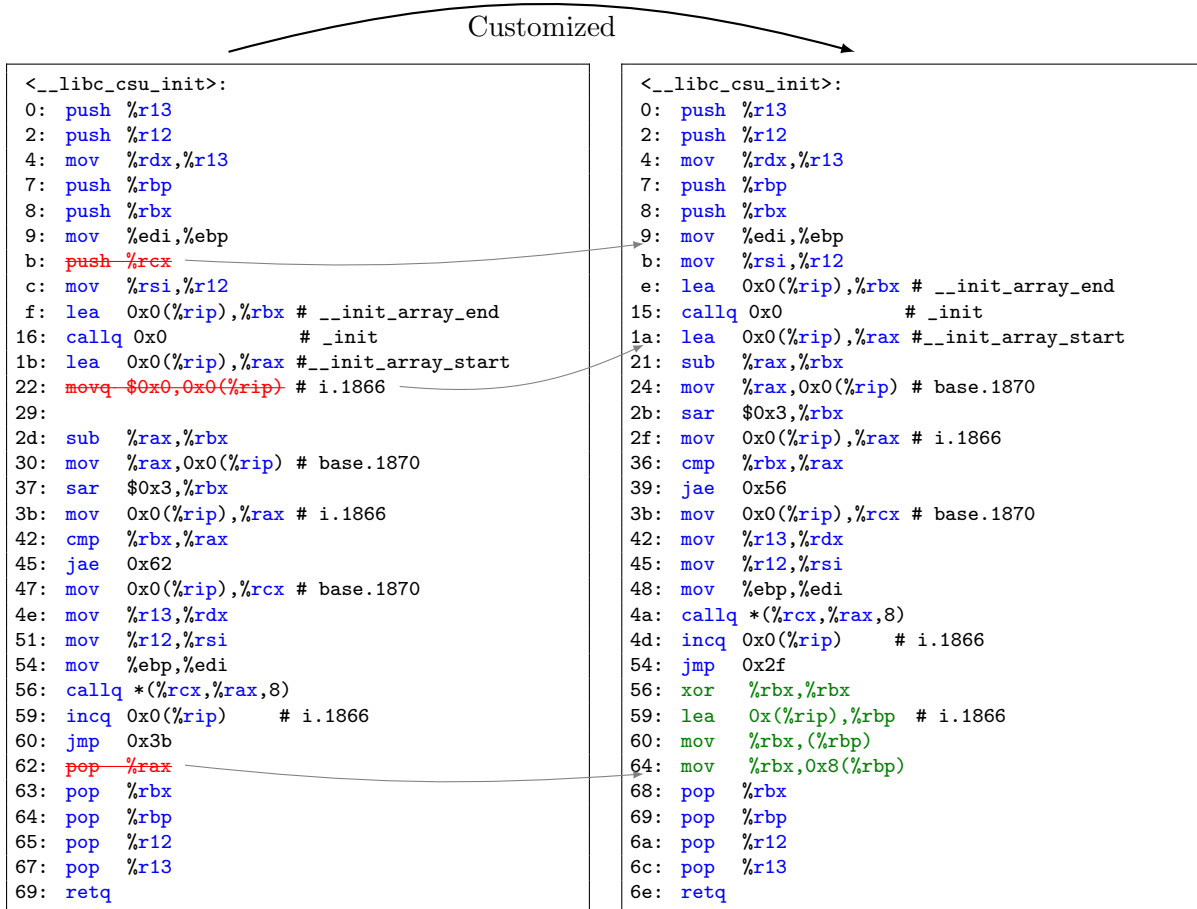 Customized
<__libc_csu_init>:
0: push %r13
2: push %r12
4: mov %rdx,%r13
7: push %rbp
8: push %rbx
9: mov %edi,%ebp
b: push %rcx
c: mov %rsi,%r12
f: lea 0x0(%rip),%rbx # __init_array_end
16: callq 0x0 # _init
1b: lea 0x0(%rip),%rax #__init_array_start
22: movq $0x0,0x0(%rip) # i.1866
29:
2d: sub %rax,%rbx
30: mov %rax,0x0(%rip) # base.1870
37: sar $0x3,%rbx
3b: mov 0x0(%rip),%rax # i.1866
42: cmp %rbx,%rax
45: jae 0x62
47: mov 0x0(%rip),%rcx # base.1870
4e: mov %r13,%rdx
51: mov %r12,%rsi
54: mov %ebp,%edi
56: callq *(%rcx,%rax,8)
59: incq 0x0(%rip) # i.1866
60: jmp 0x3b
62: pop %rax
63: pop %rbx
64: pop %rbp
65: pop %r12
67: pop %r13
69: retq
<__libc_csu_init>:
0: push %r13
2: push %r12
4: mov %rdx,%r13
7: push %rbp
8: push %rbx
9: mov %edi,%ebp
b: mov %rsi,%r12
e: lea 0x0(%rip),%rbx # __init_array_end
15: callq 0x0 # _init
1a: lea 0x0(%rip),%rax #__init_array_start
21: sub %rax,%rbx
24: mov %rax,0x0(%rip) # base.1870
2b: sar $0x3,%rbx
2f: mov 0x0(%rip),%rax # i.1866
36: cmp %rbx,%rax
39: jae 0x56
3b: mov 0x0(%rip),%rcx # base.1870
42: mov %r13,%rdx
45: mov %r12,%rsi
48: mov %ebp,%edi
4a: callq *(%rcx,%rax,8)
4d: incq 0x0(%rip) # i.1866
54: jmp 0x2f
56: xor %rbx,%rbx
59: lea 0x(%rip),%rbp # i.1866
60: mov %rbx,(%rbp)
64: mov %rbx,0x8(%rbp)
68: pop %rbx
69: pop %rbp
6a: pop %r12
6c: pop %r13
6e: retq